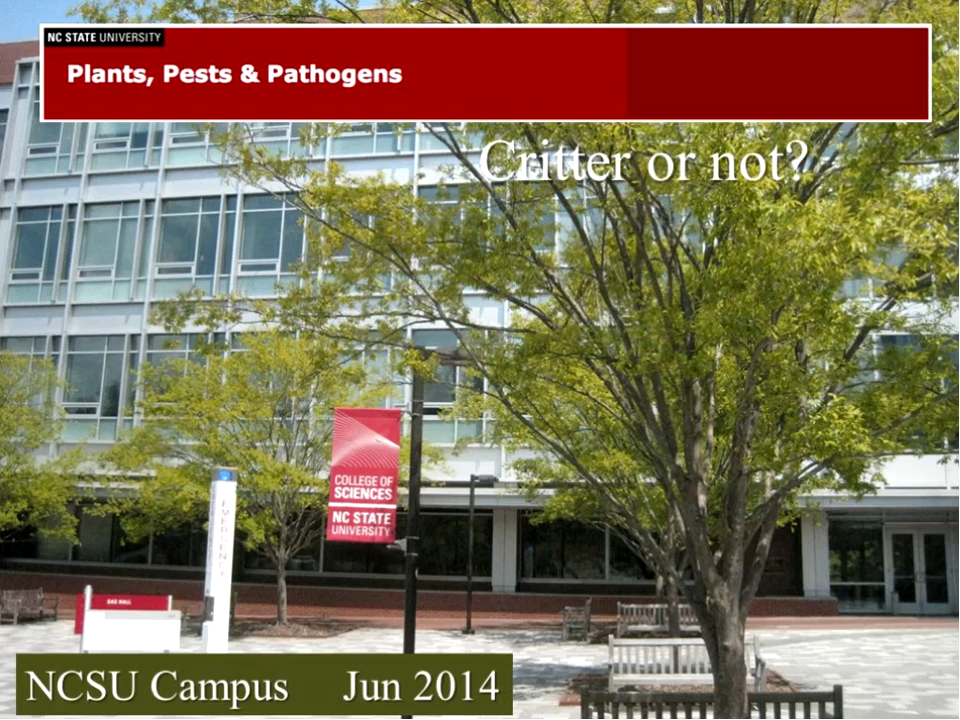 NC STATE UNIVERSITY
Plants, Pests & Pathogens
Critter or not?
COLLEGE OF
SCIENCES
NC STATE
UNIVERSITY
EMERGENCY
NCSU Campus Jun 2014